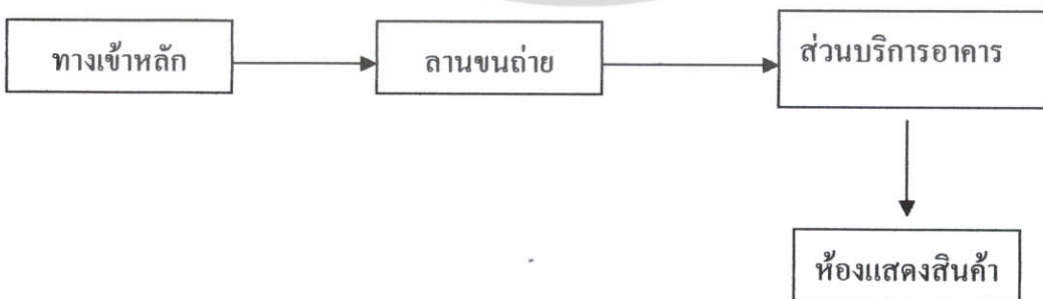 ทางเข้าหลัก
ลานขนถ่าย
ส่วนบริการอาคาร
ห้องแสดงสินค้า